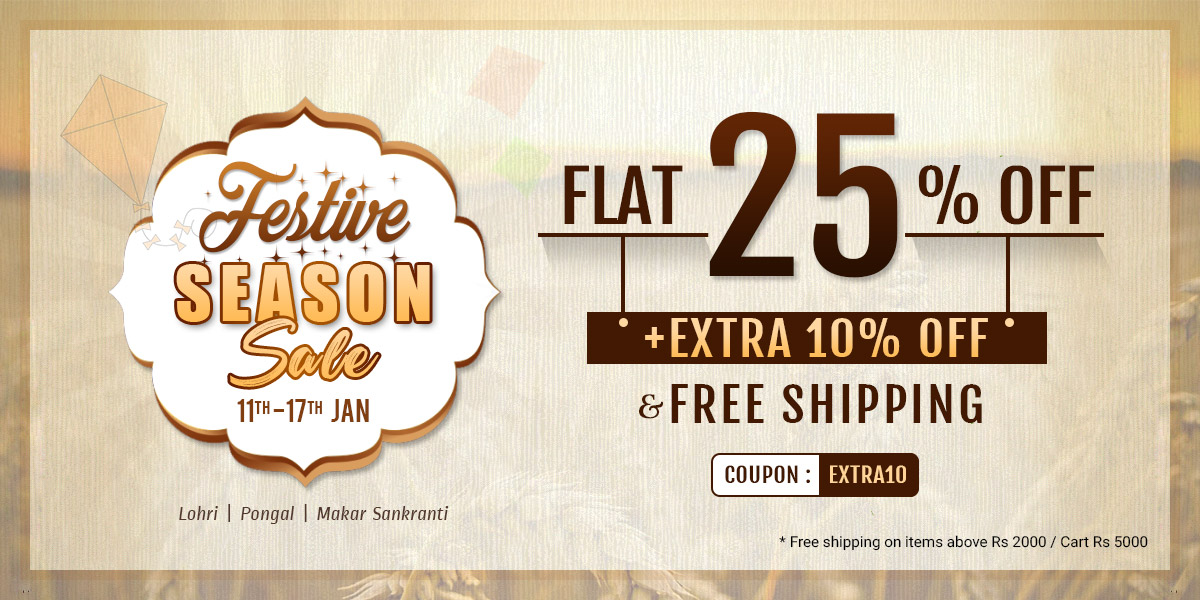 Festive
SEASON
Sale
11TH-17TH JAN
Lohri | Pongal | Makar Sankranti
FLAT 25% OFF
+EXTRA 10% OFF
& FREE SHIPPING
COUPON : EXTRA10
* Free shipping on items above Rs 2000 / Cart Rs 5000